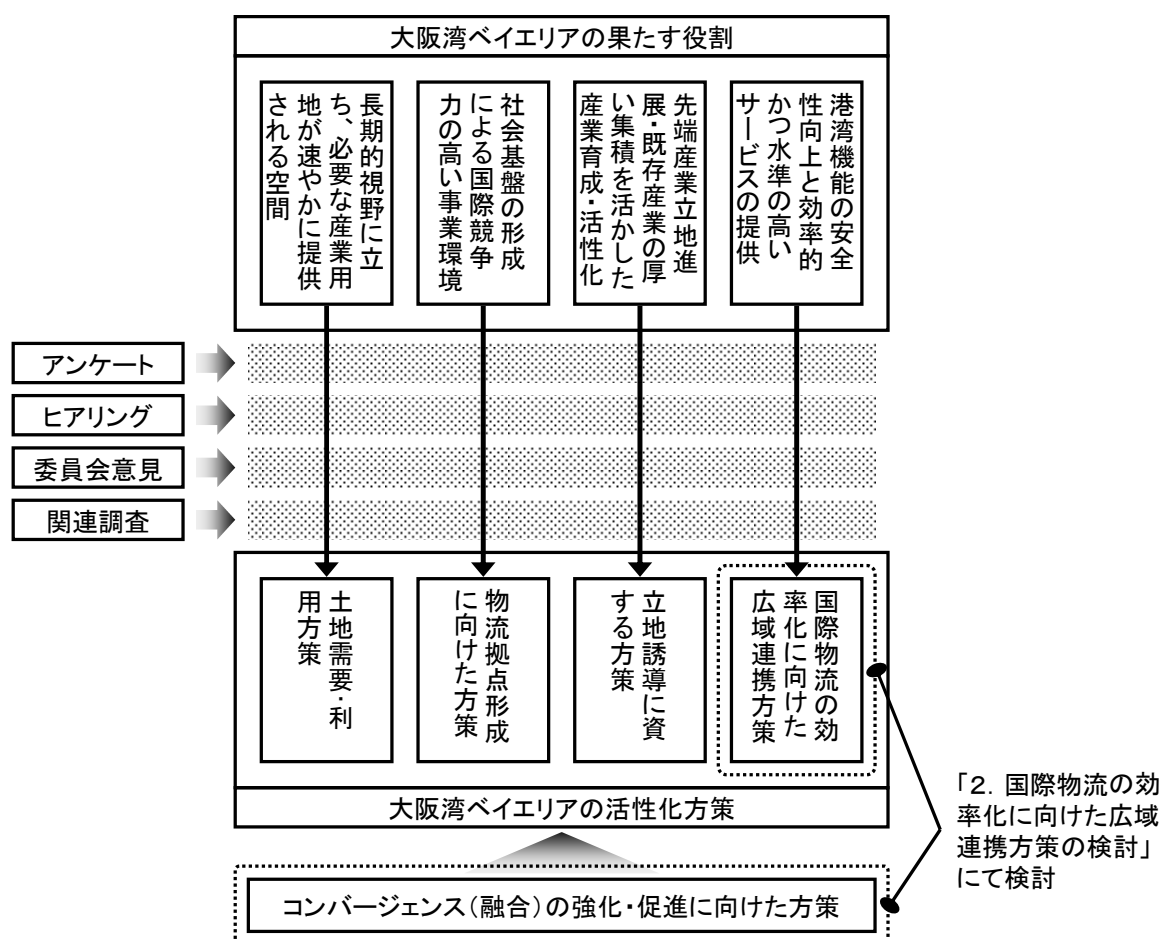 大阪湾ベイエリアの果たす役割
長期的視野に立
ち、必要な産業用
地が速やかに提供
される空間
社会基盤の形成
による国際競争
力の高い事業環境
先端産業立地進
展・既存産業の厚
い集積を活かした
産業育成・活性化
港湾機能の安全
性向上と効率的
かつ水準の高い
サービスの提供
アンケート
ヒアリング
委員会意見
関連調査
土地需要・利
用方策
物流拠点形成
に向けた方策
立地誘導に資
する方策
国際物流の効
率化に向けた
広域連携方策
大阪湾ベイエリアの活性化方策
コンバージェンス(融合)の強化・促進に向けた方策
「2. 国際物流の効
率化に向けた広域
連携方策の検討」
にて検討